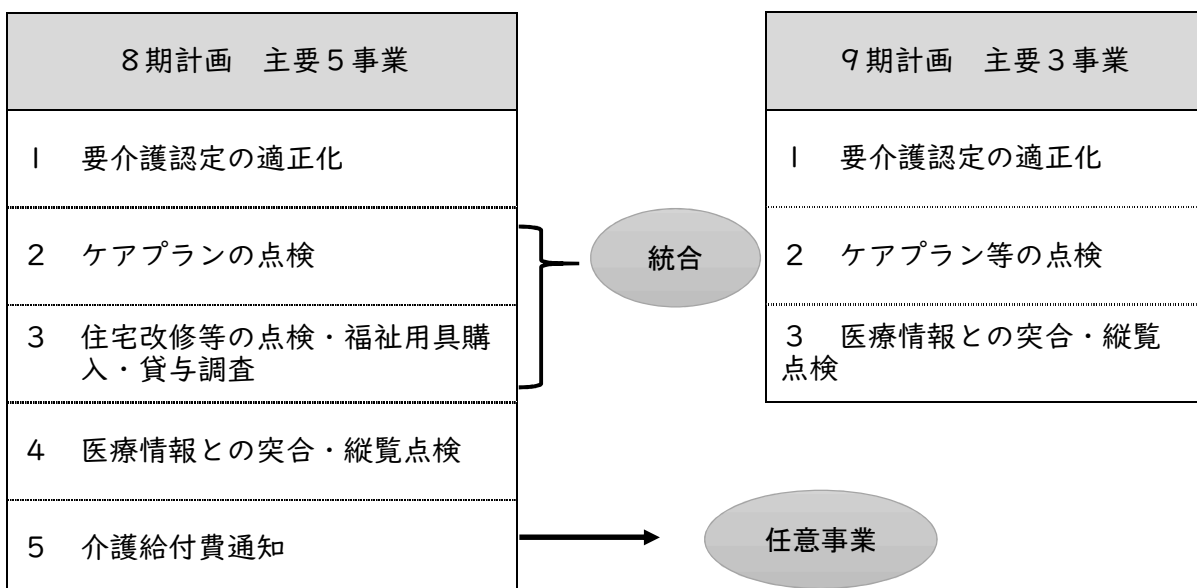 8期計画　主要5事業
1　要介護認定の適正化
2　ケアプランの点検
3　住宅改修等の点検・福祉用具購
入・貸与調査
4　医療情報との突合・縦覧点検
5　介護給付費通知
統合
任意事業
9期計画　主要3事業
1　要介護認定の適正化
2　ケアプラン等の点検
3　医療情報との突合・縦覧
点検